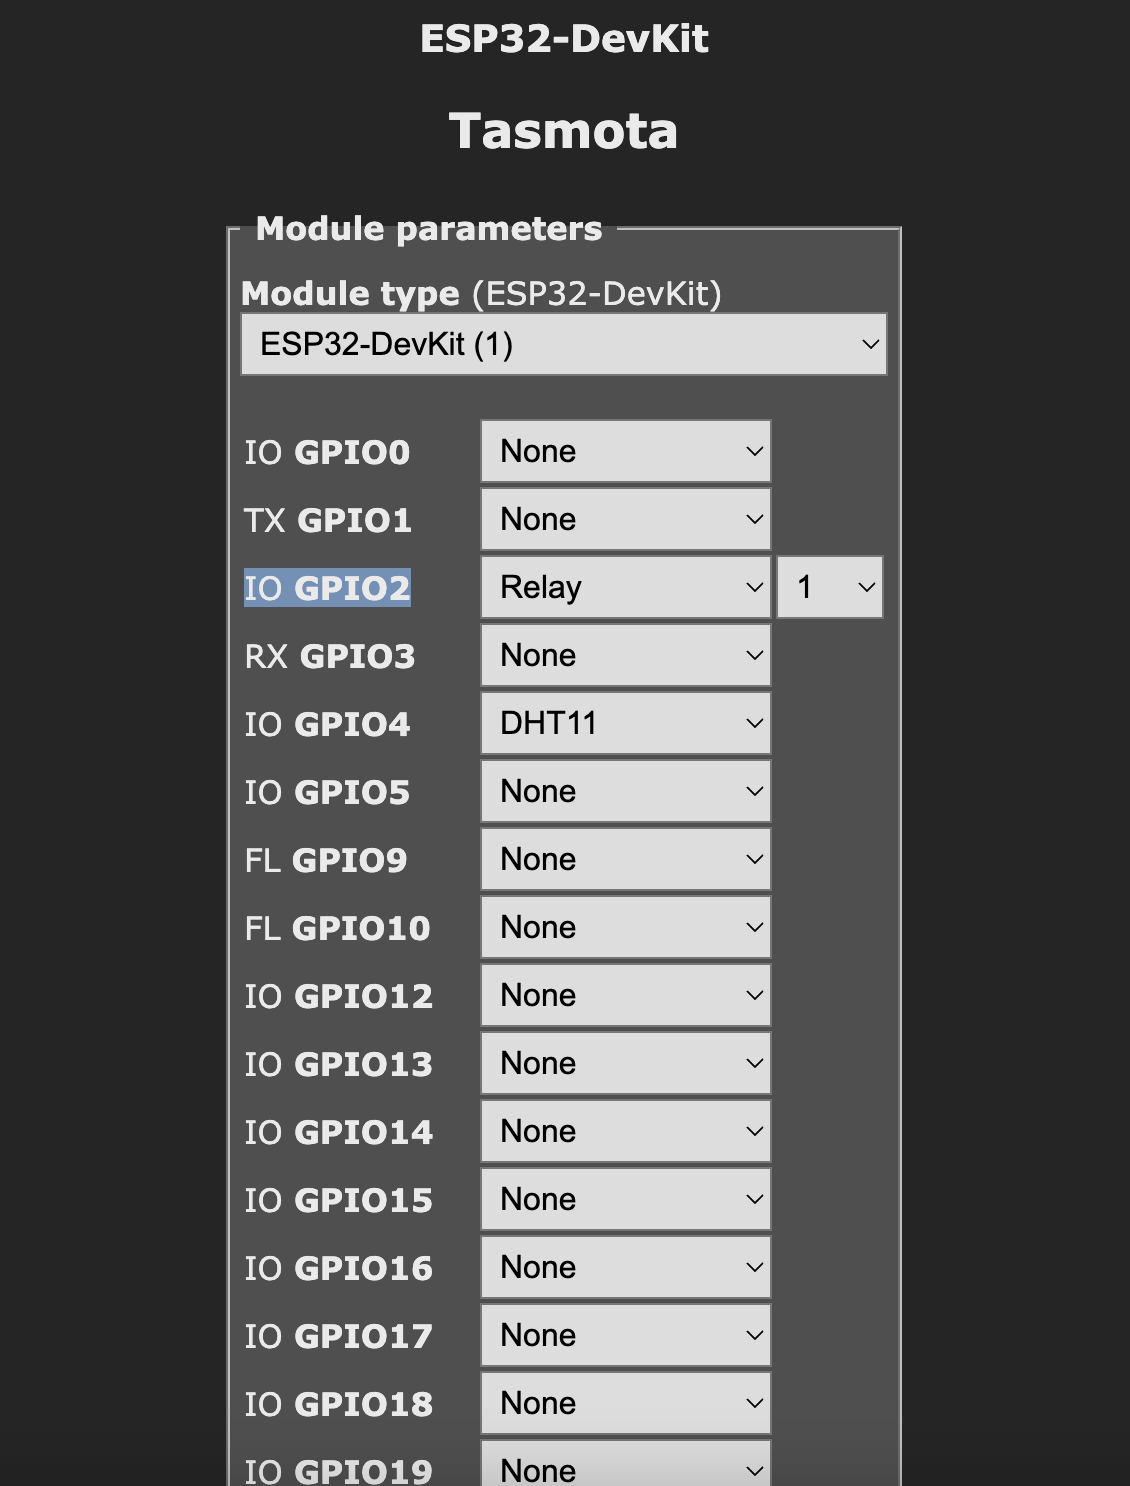 ESP32-DevKit
Tasmota
Module parameters
Module type (ESP32-DevKit)
ESP32-DevKit (1)
IO GPIO0 None
TX GPIO1 None
IO GPIO2 Relay 1
RX GPIO3 None
IO GPIO4 DHT11
IO GPIO5 None
FL GPIO9 None
FL GPIO10 None
IO GPIO12 None
IO GPIO13 None
IO GPIO14 None
IO GPIO15 None
IO GPIO16 None
IO GPIO17 None
IO GPIO18 None
IO GPIO19 None